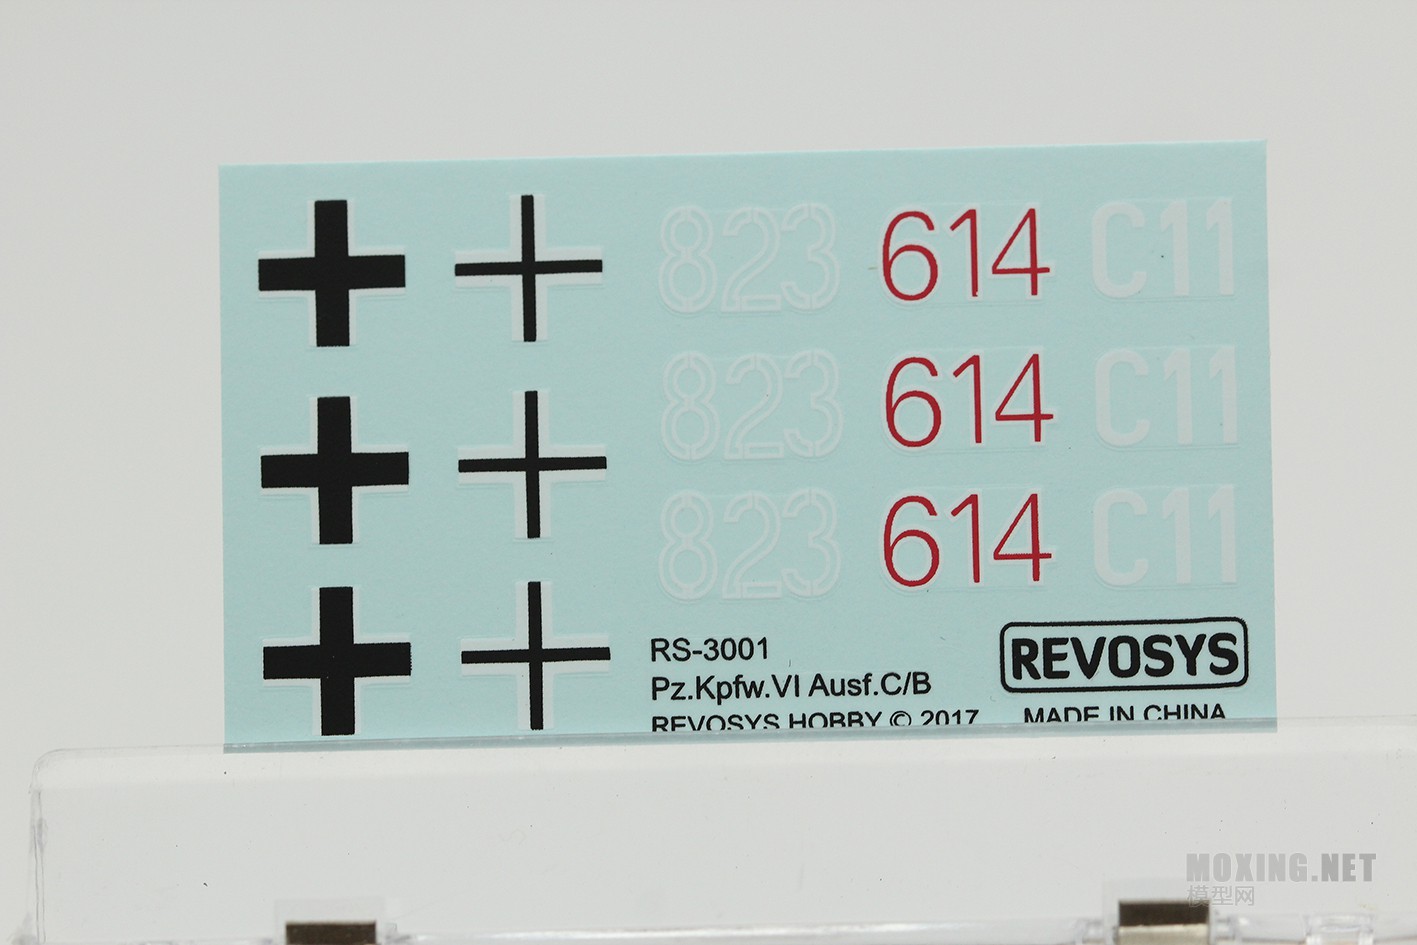 823 614 C11
823 614 C11
823 614 C11
RS-3001
Pz.Kpfw.VI Ausf.C/B
REVOSYS HOBBY © 2017
REVOSYS
MADE IN CHINA
MOXING.NET
模型网